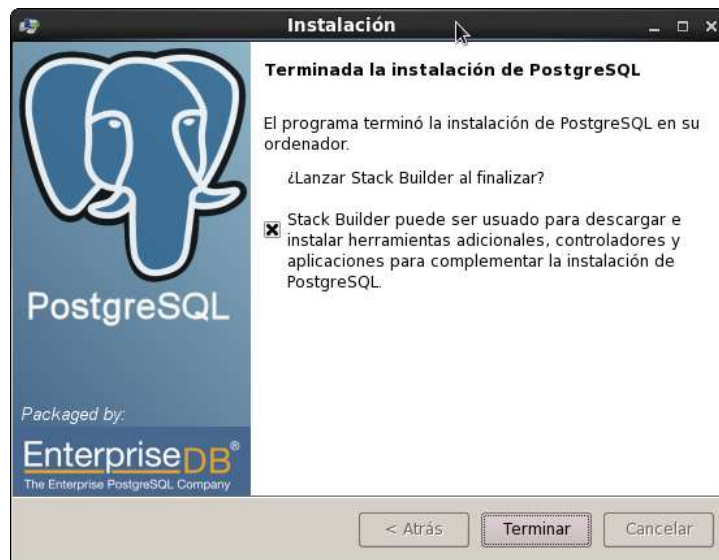 Instalación
Terminada la instalación de PostgreSQL
El programa terminó la instalación de PostgreSQL en su
ordenador.
¿Lanzar Stack Builder al finalizar?
Stack Builder puede ser usado para descargar e
instalar herramientas adicionales, controladores y
aplicaciones para complementar la instalación de
PostgreSQL.
PostgreSQL
Packaged by:
EnterpriseDB®
The Enterprise PostgreSQL Company
< Atrás
Terminar
Cancelar